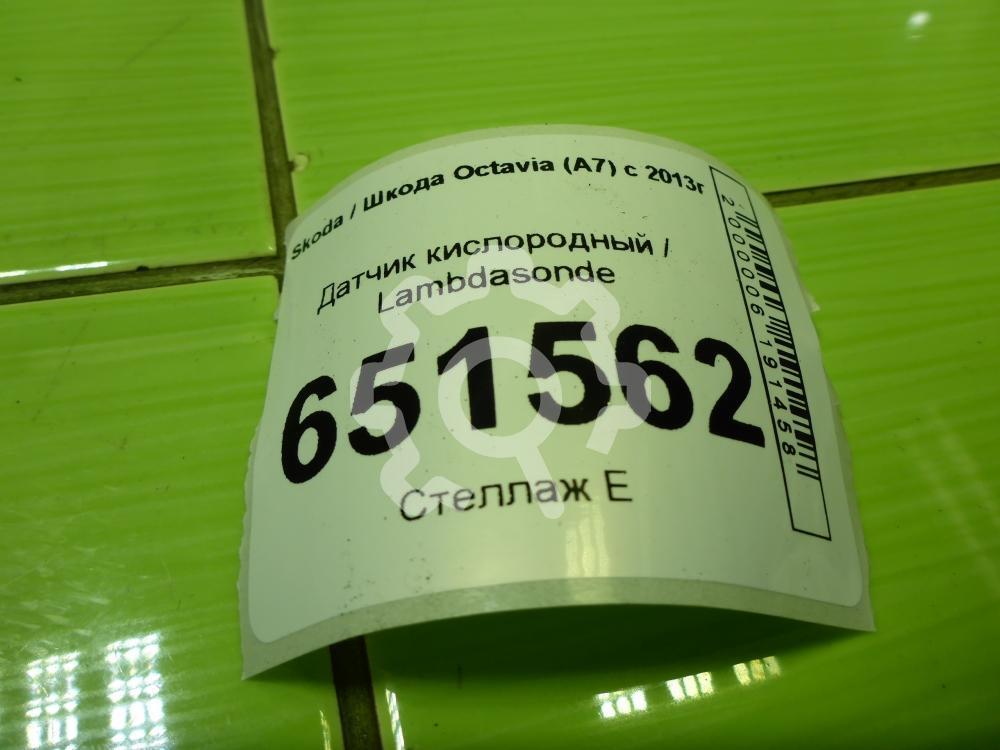 Skoda / Шкода Octavia (A7) с 2013г
Датчик кислородный /
Lambdasonde
651562
Стеллаж Е
2000006191458